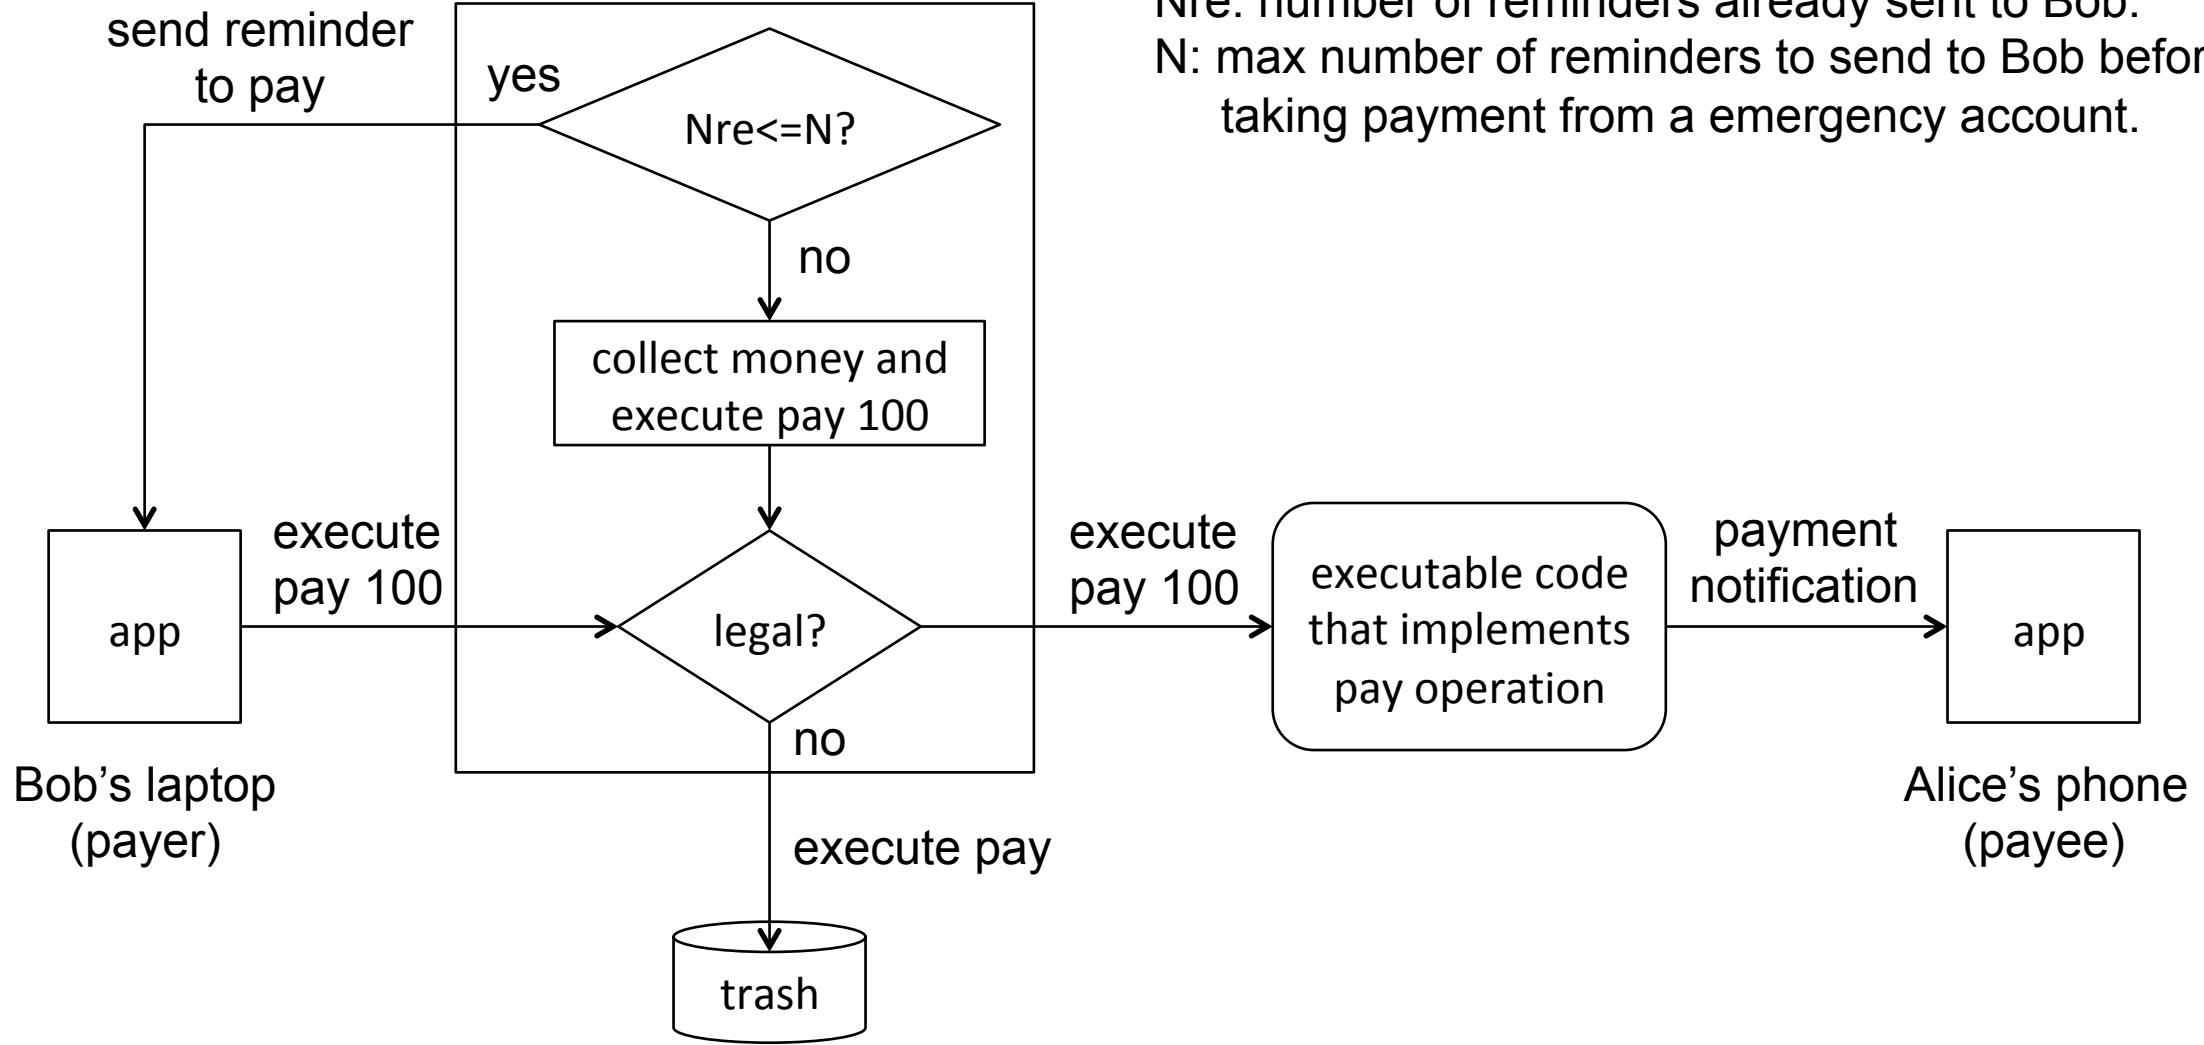 Nre: number of reminders already sent to Bob.
N: max number of reminders to send to Bob
taking payment from a emergency account.
send reminder
to pay
yes
Nre<=N?
no
collect money and
execute pay 100
execute
pay 100
app
legal?
execute
pay 100
executable code
that implements
pay operation
payment
notification
app
no
Bob’s laptop
(payer)
Alice’s phone
(payee)
execute pay
trash